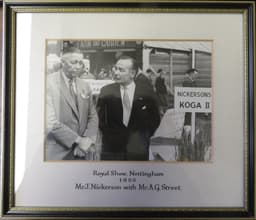 NICKERSONS
KOGA II
Royal Show, Nottingham
Mr.J. Nickerson with Mr.A.G. Street.